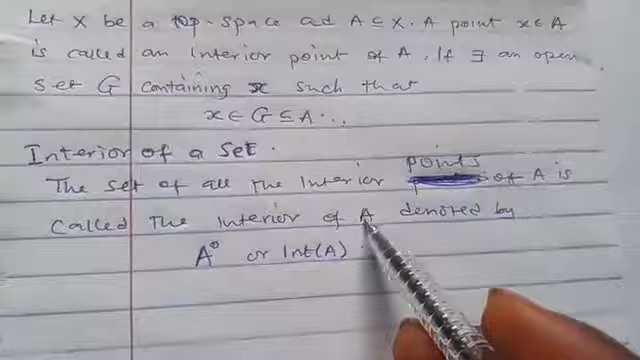 Let X be a top-space ad A ⊆ X. A point x ∈ A
is called an interior point of A, If ∃ an open
set G containing x such that
x ∈ G ⊆ A...
Interior of a set.
The set of all the interior points of A is
called the interior of A denoted by
A° or Int(A)